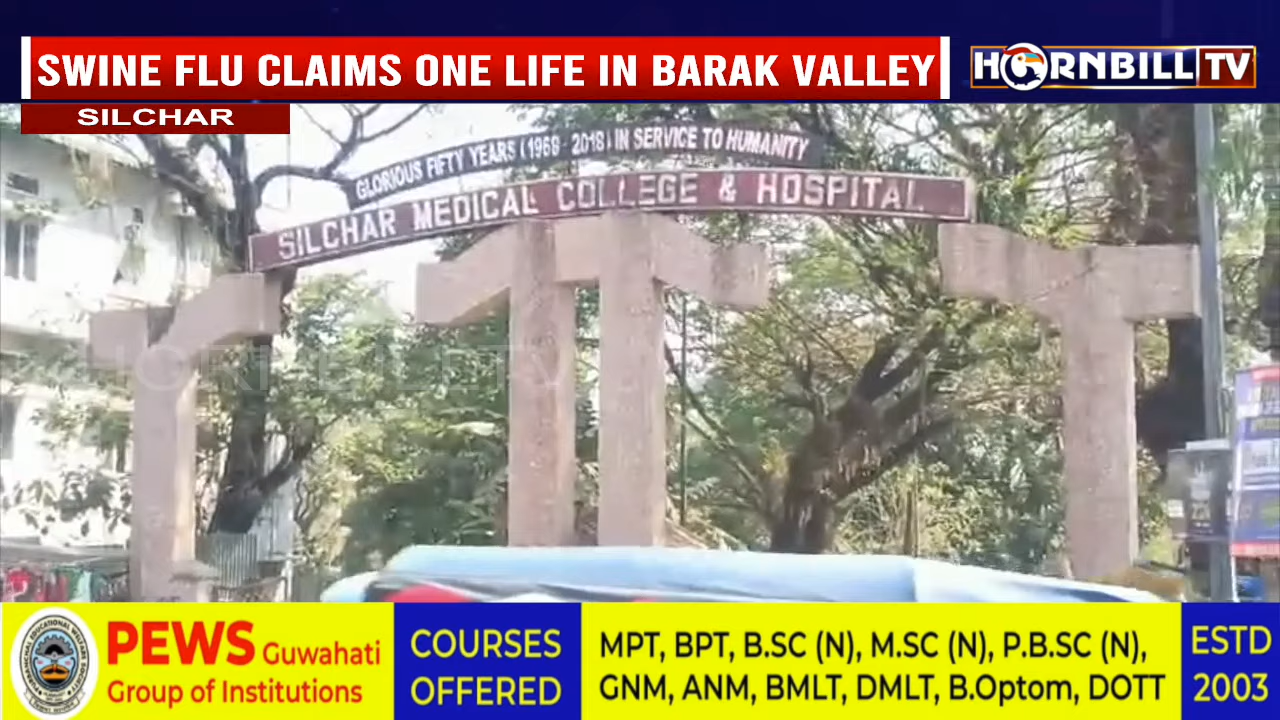 SWINE FLU CLAIMS ONE LIFE IN BARAK VALLEY
HORNBILL TV
SILCHAR
GLORIOUS FIFTY YEARS (1968-2018) IN SERVICE TO HUMANITY
SILCHAR MEDICAL COLLEGE & HOSPITAL
HORNBILL TV
PEWS Guwahati
Group of Institutions
COURSES
OFFERED
MPT, BPT, B.SC (N), M.SC (N), P.B.SC (N),
GNM, ANM, BMLT, DMLT, B.Optom, DOTT
ESTD
2003